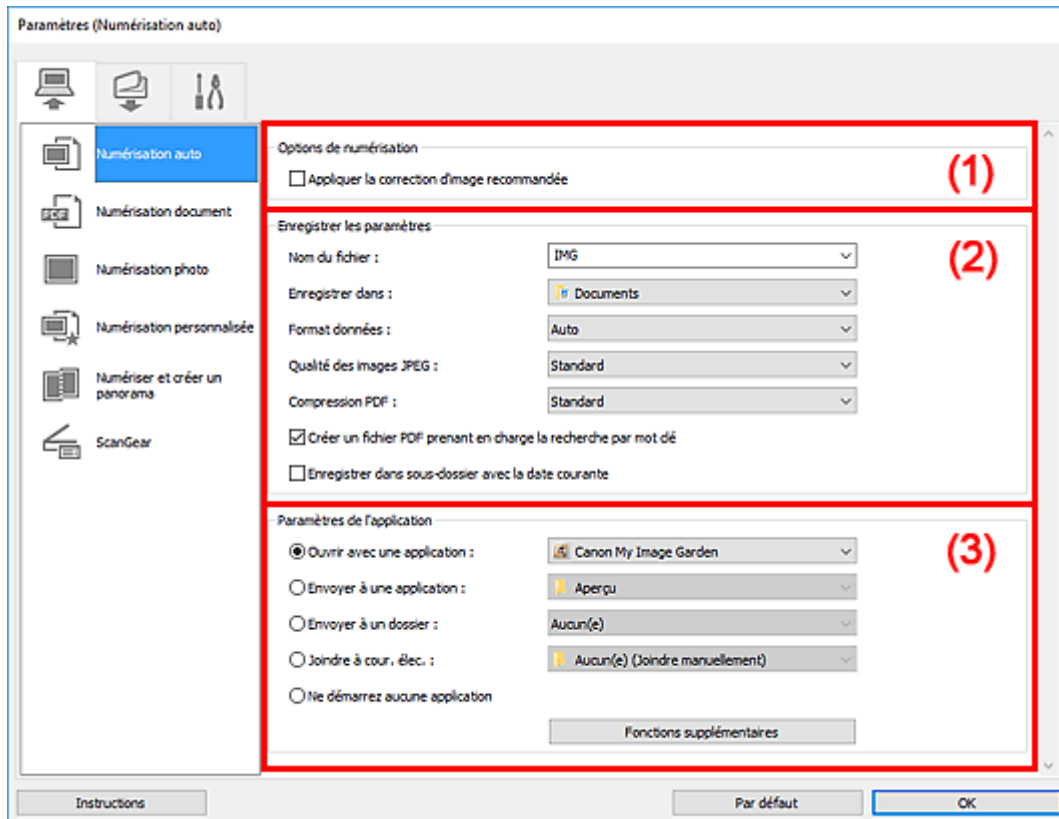 Paramètres (Numérisation auto)
Numérisation auto
Numérisation document
Numérisation photo
Numérisation personnalisée
Numériser et créer un
panorama
ScanGear
Options de numérisation
Appliquer la correction d'image recommandée
(1)
Enregistrer les paramètres
(2)
Nom du fichier : IMG
Enregistrer dans : Documents
Format données : Auto
Qualité des images JPEG : Standard
Compression PDF : Standard
Créer un fichier PDF prenant en charge la recherche par mot clé
Enregistrer dans sous-dossier avec la date courante
Paramètres de l'application
(3)
Ouvrir avec une application : Canon My Image Garden
Envoyer à une application : Aperçu
Envoyer à un dossier : Aucun(e)
Joindre à cour. élec. : Aucun(e) (Joindre manuellement)
Ne démarrez aucune application
Fonctions supplémentaires
Instructions
Par défaut
OK